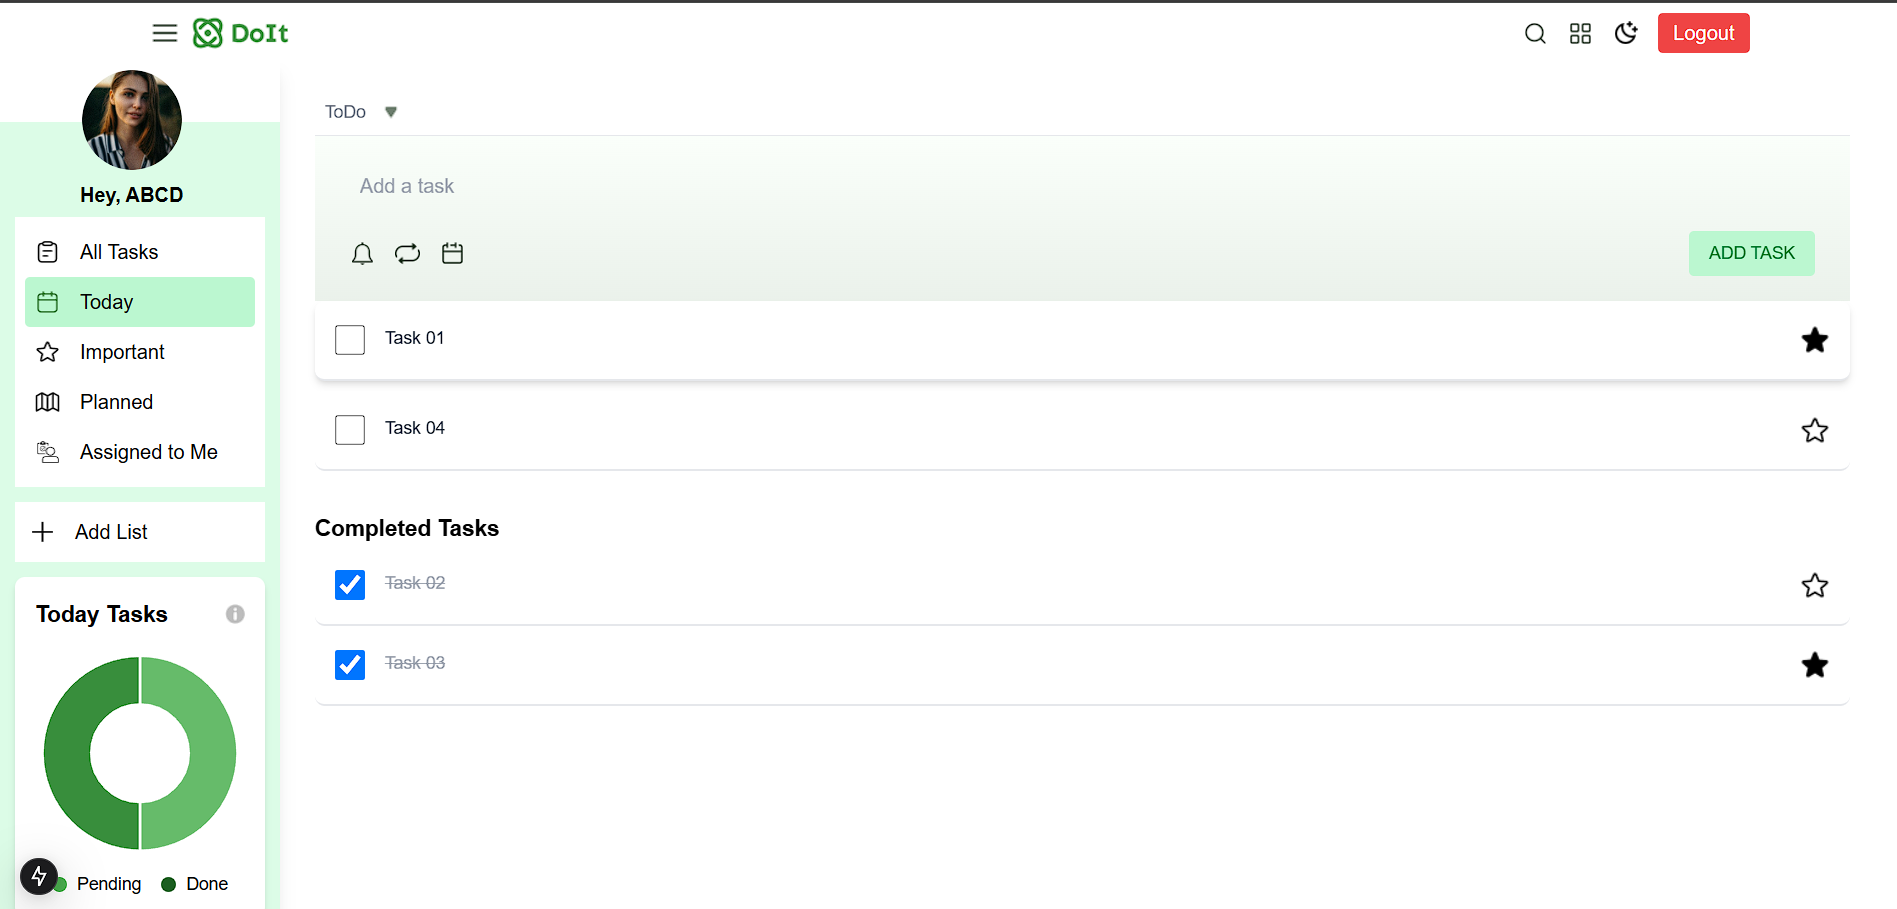 DoIt
Logout
Hey, ABCD
All Tasks
Today
Important
Planned
Assigned to Me
Add List
Today Tasks
Pending
Done
ToDo
Add a task
ADD TASK
Task 01
Task 04
Completed Tasks
Task 02
Task 03